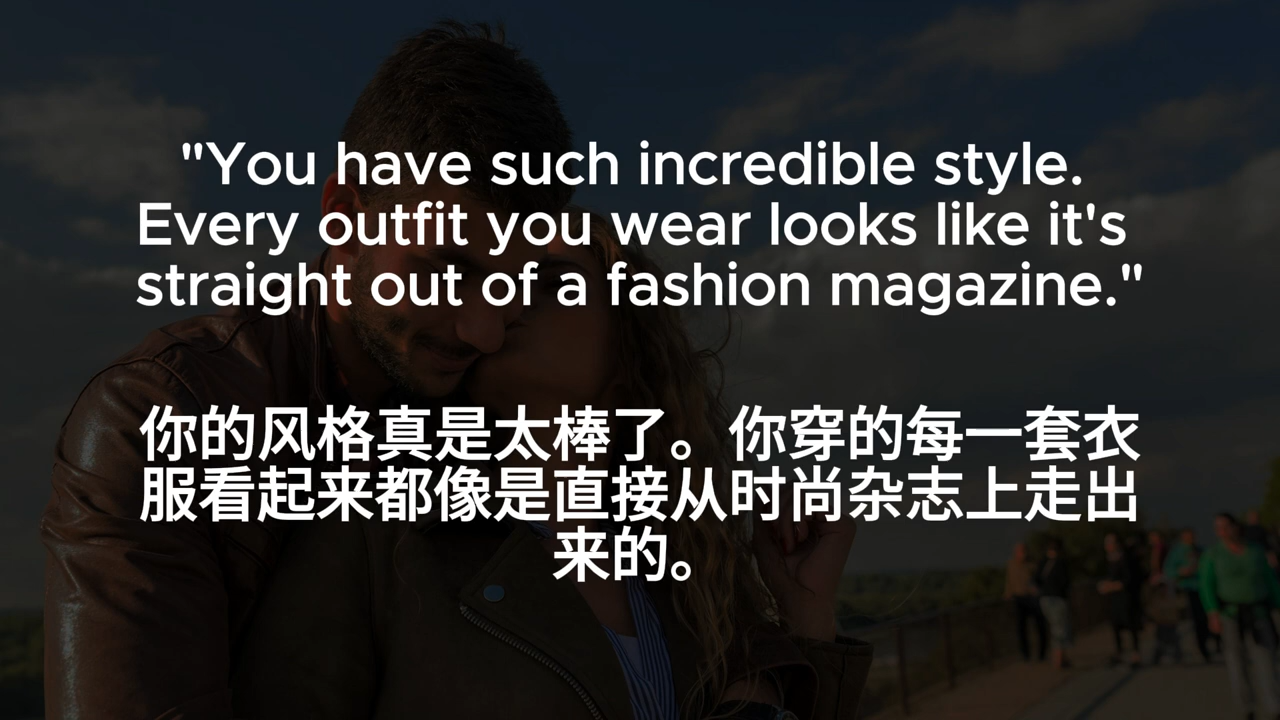 "You have such incredible style.
Every outfit you wear looks like it's
straight out of a fashion magazine."
你的风格真是太棒了。你穿的每一套衣
服看起来都像是直接从时尚杂志上走出
来的。